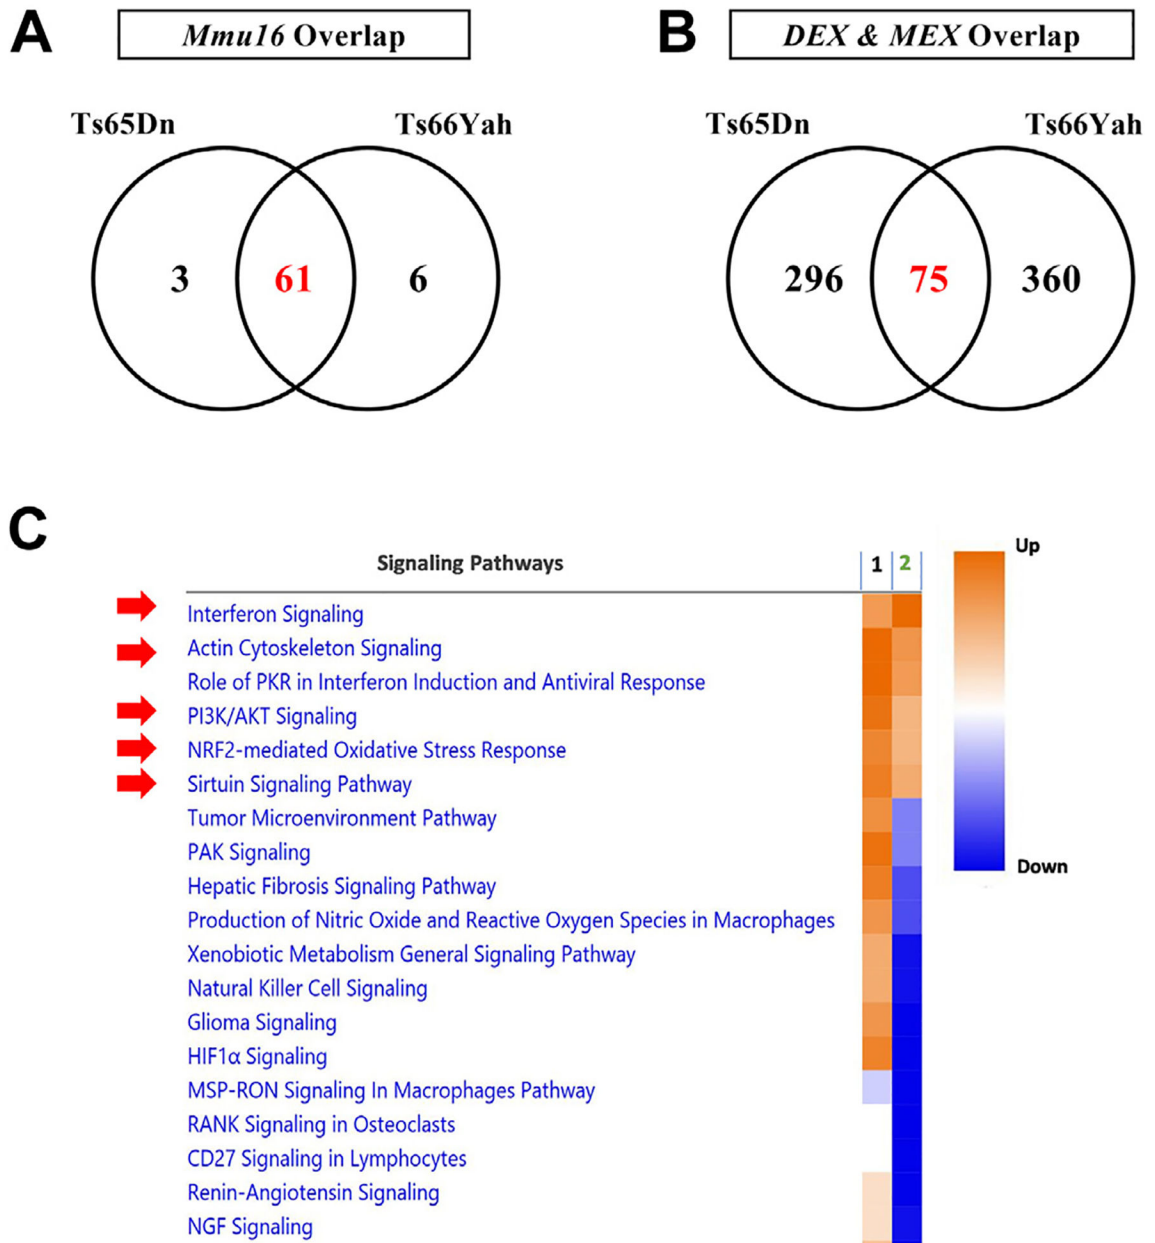 A
Mmu16 Overlap
Ts65Dn
Ts66Yah
3
61
6
B
DEX & MEX Overlap
Ts65Dn
Ts66Yah
296
75
360
C
Signaling Pathways
1
2
Interferon Signaling
Actin Cytoskeleton Signaling
Role of PKR in Interferon Induction and Antiviral Response
PI3K/AKT Signaling
NRF2-mediated Oxidative Stress Response
Sirtuin Signaling Pathway
Tumor Microenvironment Pathway
PAK Signaling
Hepatic Fibrosis Signaling Pathway
Production of Nitric Oxide and Reactive Oxygen Species in Macrophages
Xenobiotic Metabolism General Signaling Pathway
Natural Killer Cell Signaling
Glioma Signaling
HIF1α Signaling
MSP-RON Signaling In Macrophages Pathway
RANK Signaling in Osteoclasts
CD27 Signaling in Lymphocytes
Renin-Angiotensin Signaling
NGF Signaling
Up
Down